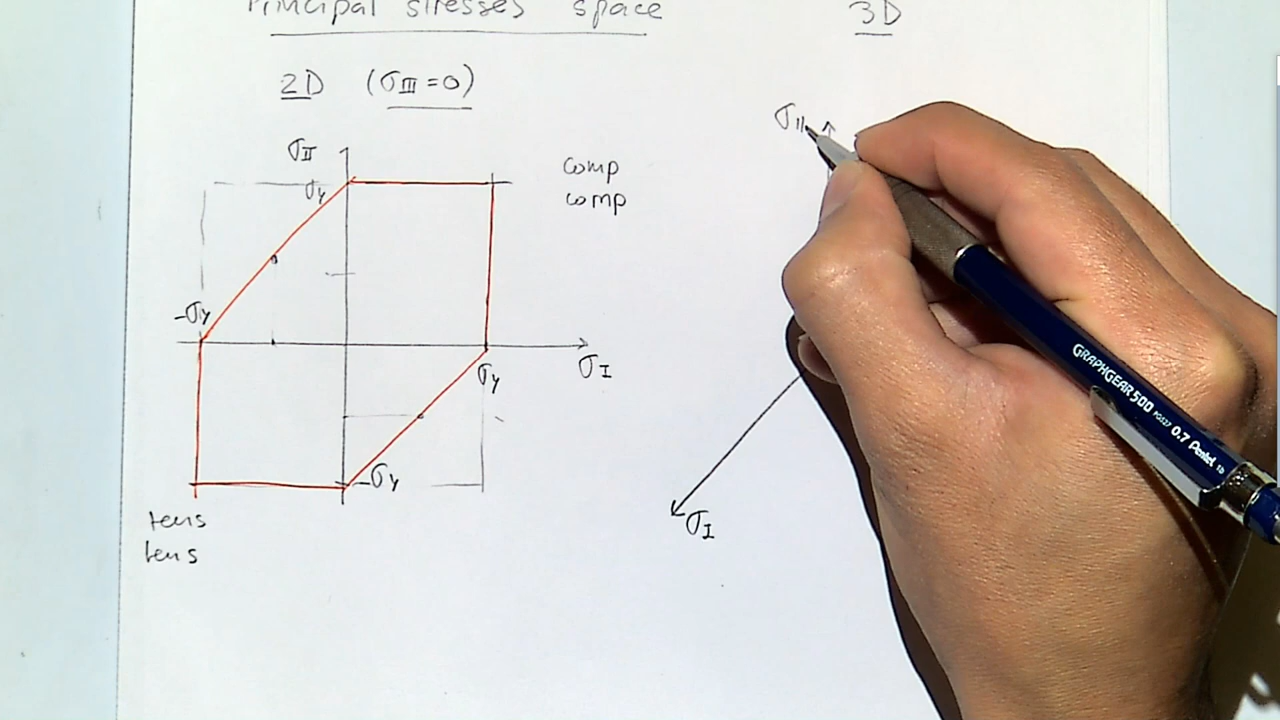 Principal stresses space
3D
2D (σIII = 0)
σII
σy
comp
comp
-σy
σI
σy
-σy
tens
tens
σII
σI
GRAPHGEAR 500 PG527 0.7 Pentel